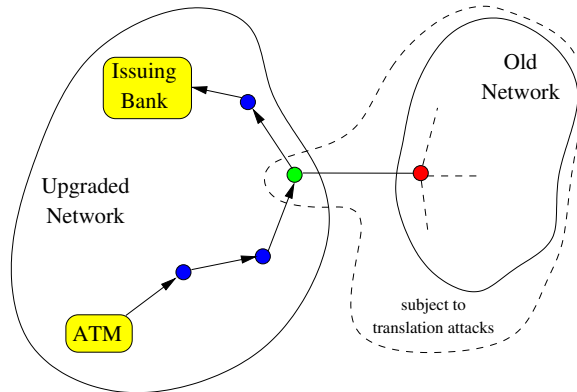 Issuing
Bank
Old
Network
Upgraded
Network
subject to
translation attacks
ATM